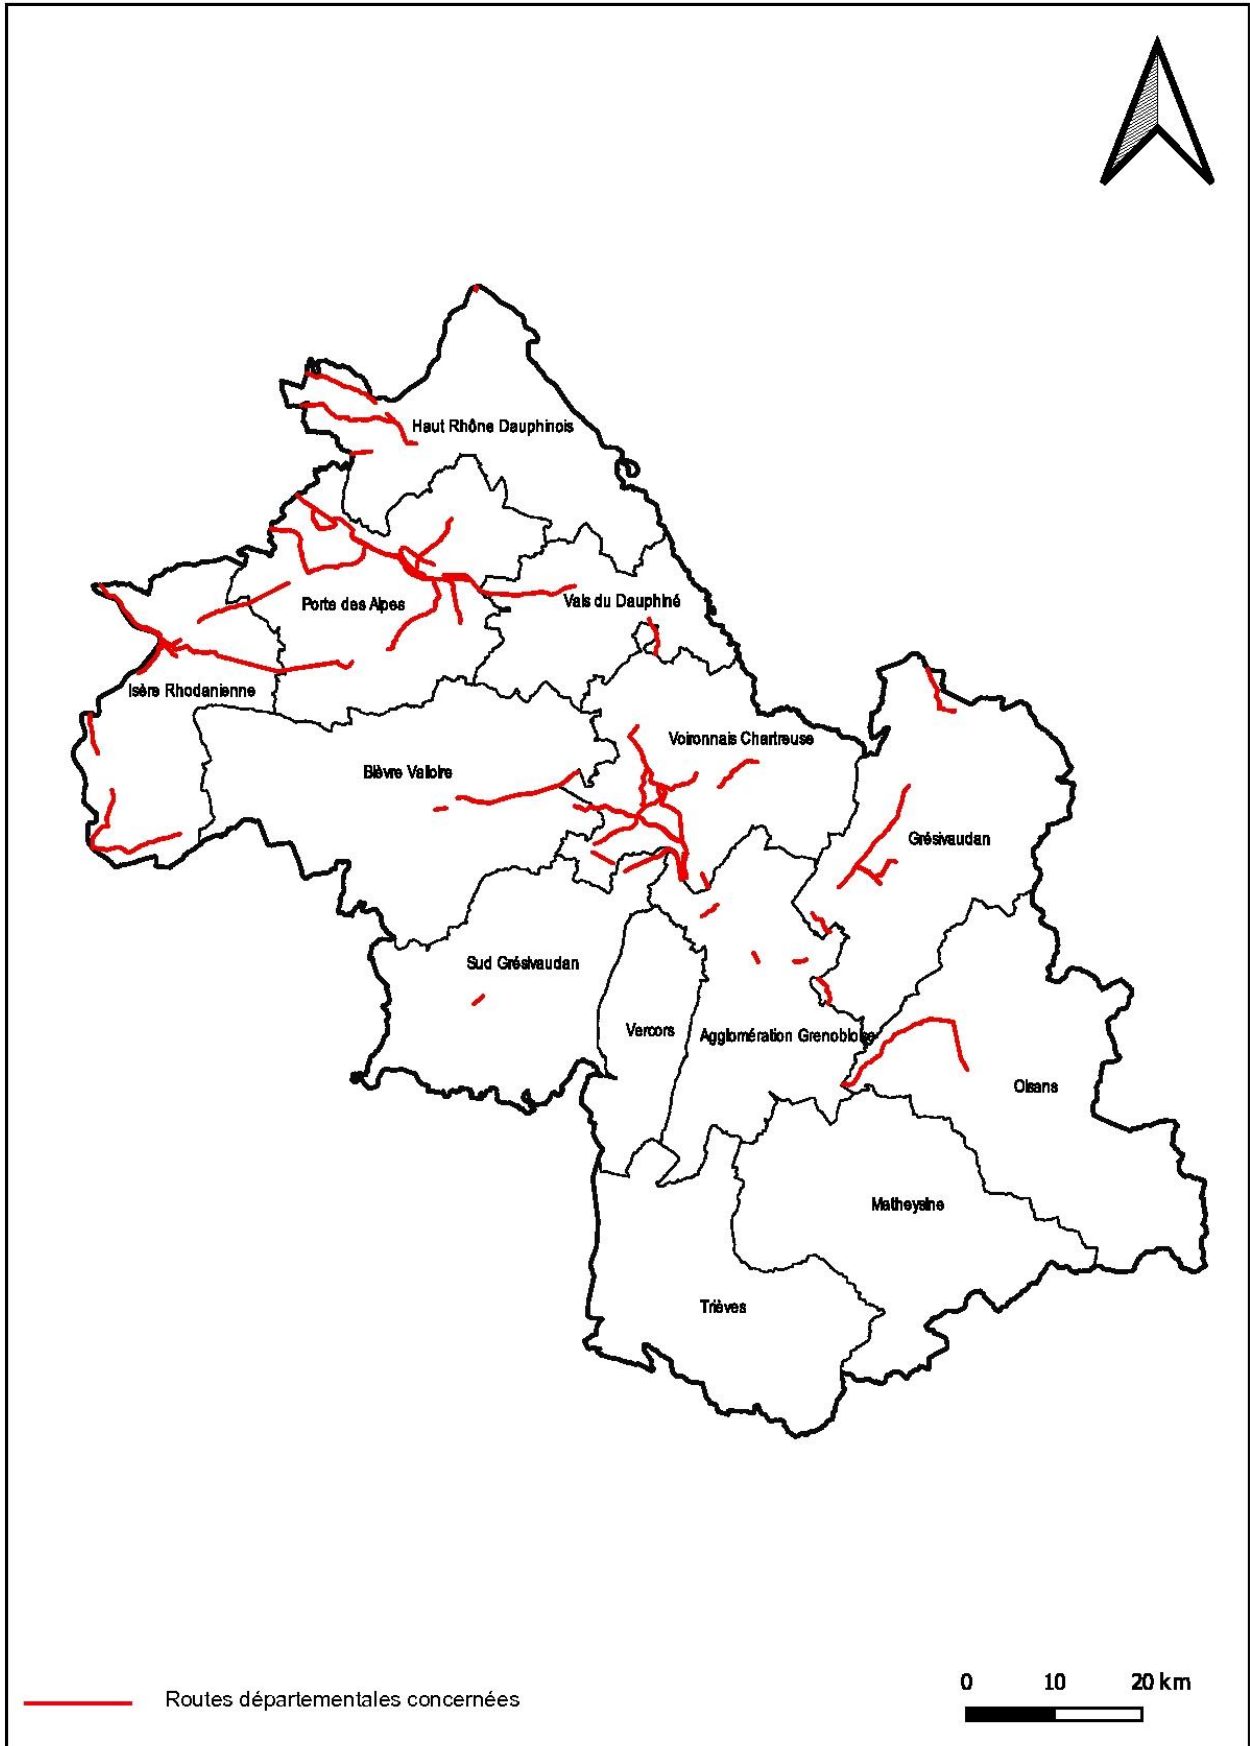 Haut Rhône Dauphinois
Porte des Alpes
Vals du Dauphiné
Isère Rhodanienne
Voironnais Chartreuse
Bièvre Valloire
Grésivaudan
Sud Grésivaudan
Vercors
Agglomération Grenobloise
Oisans
Matheysine
Trièves
0 10 20 km
Routes départementales concernées